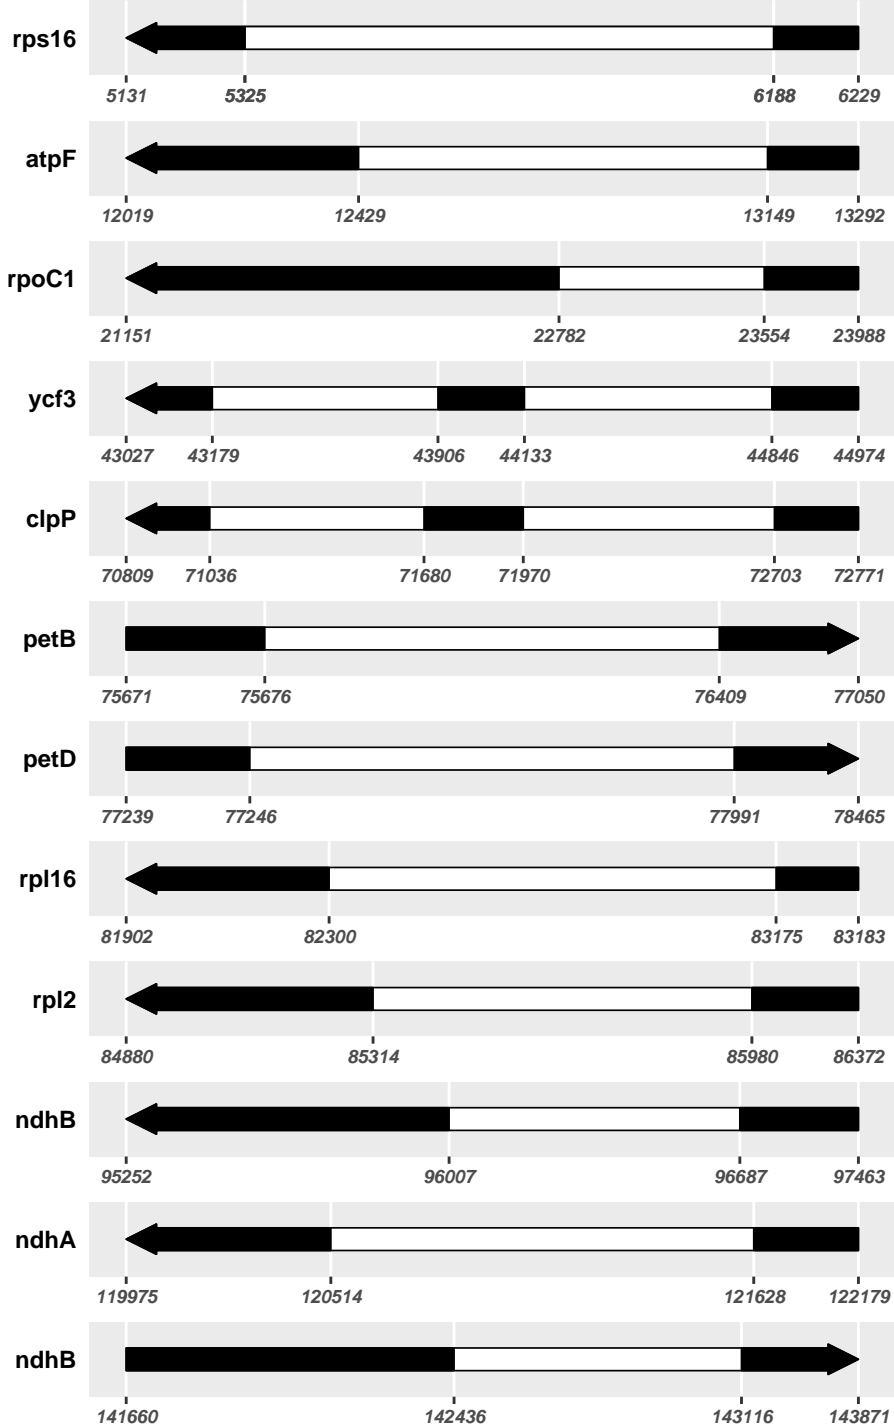 rps16
5131 5325 6188 6229
atpF
12019 12429 13149 13292
rpoC1
21151 22782 23554 23988
ycf3
43027 43179 43906 44133 44846 44974
clpP
70809 71036 71680 71970 72703 72771
petB
75671 75676 76409 77050
petD
77239 77246 77991 78465
rpl16
81902 82300 83175 83183
rpl2
84880 85314 85980 86372
ndhB
95252 96007 96687 97463
ndhA
119975 120514 121628 122179
ndhB
141660 142436 143116 143871